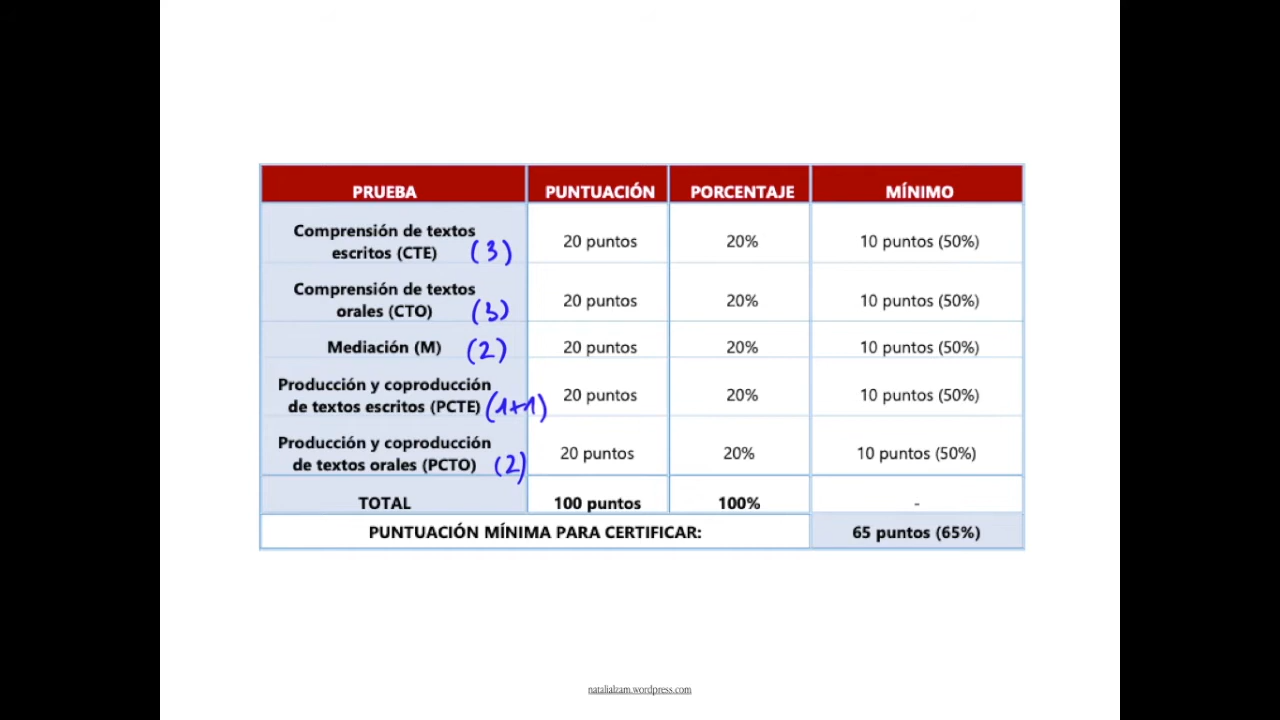 PRUEBA PUNTUACIÓN PORCENTAJE MÍNIMO
Comprensión de textos
escritos (CTE) (3) 20 puntos 20% 10 puntos (50%)
Comprensión de textos
orales (CTO) (3) 20 puntos 20% 10 puntos (50%)
Mediación (M) (2) 20 puntos 20% 10 puntos (50%)
Producción y coproducción
de textos escritos (PCTE) (1+1) 20 puntos 20% 10 puntos (50%)
Producción y coproducción
de textos orales (PCTO) (2) 20 puntos 20% 10 puntos (50%)
TOTAL 100 puntos 100% -
PUNTUACIÓN MÍNIMA PARA CERTIFICAR: 65 puntos (65%)
natalialzam.wordpress.com